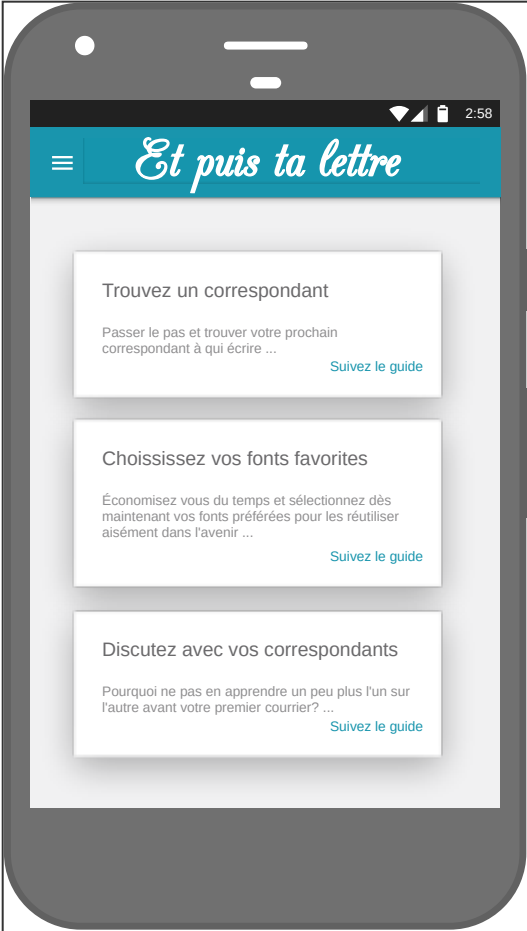 2:58
Et puis ta lettre
Trouvez un correspondant
Passer le pas et trouver votre prochain
correspondant à qui écrire ...
Suivez le guide
Choississez vos fonts favorites
Économisez vous du temps et sélectionnez dès
maintenant vos fonts préférées pour les réutiliser
aisément dans l'avenir ...
Suivez le guide
Discutez avec vos correspondants
Pourquoi ne pas en apprendre un peu plus l'un sur
l'autre avant votre premier courrier? ...
Suivez le guide